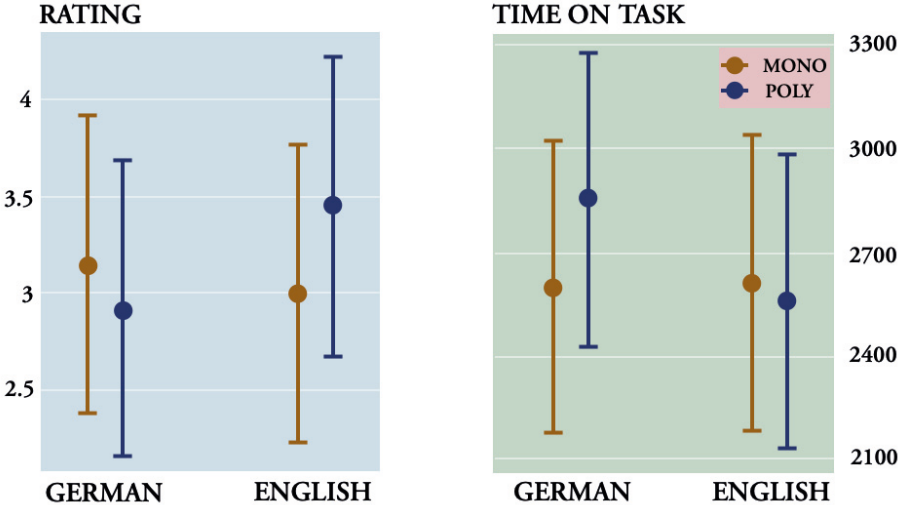 RATING
4
3.5
3
2.5
GERMAN ENGLISH
TIME ON TASK
MONO
POLY
3300
3000
2700
2400
2100
GERMAN ENGLISH